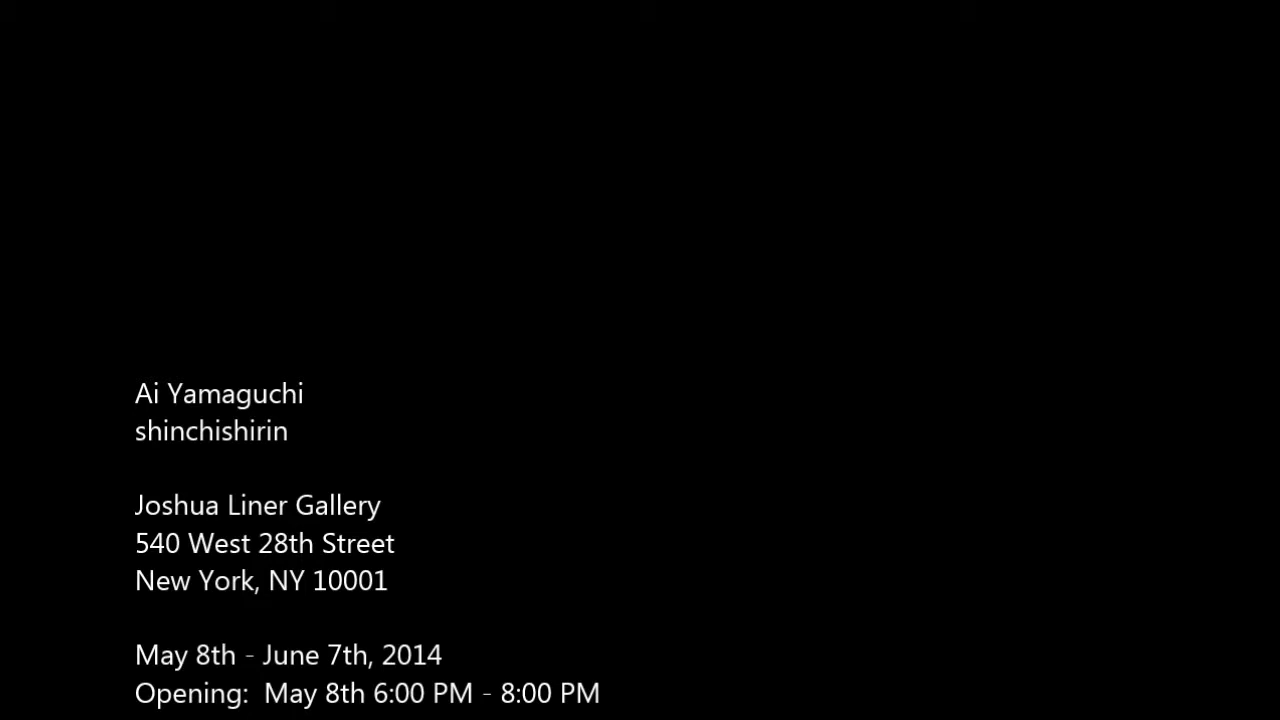 Ai Yamaguchi
shinchishirin
Joshua Liner Gallery
540 West 28th Street
New York, NY 10001
May 8th - June 7th, 2014
Opening:  May 8th 6:00 PM - 8:00 PM